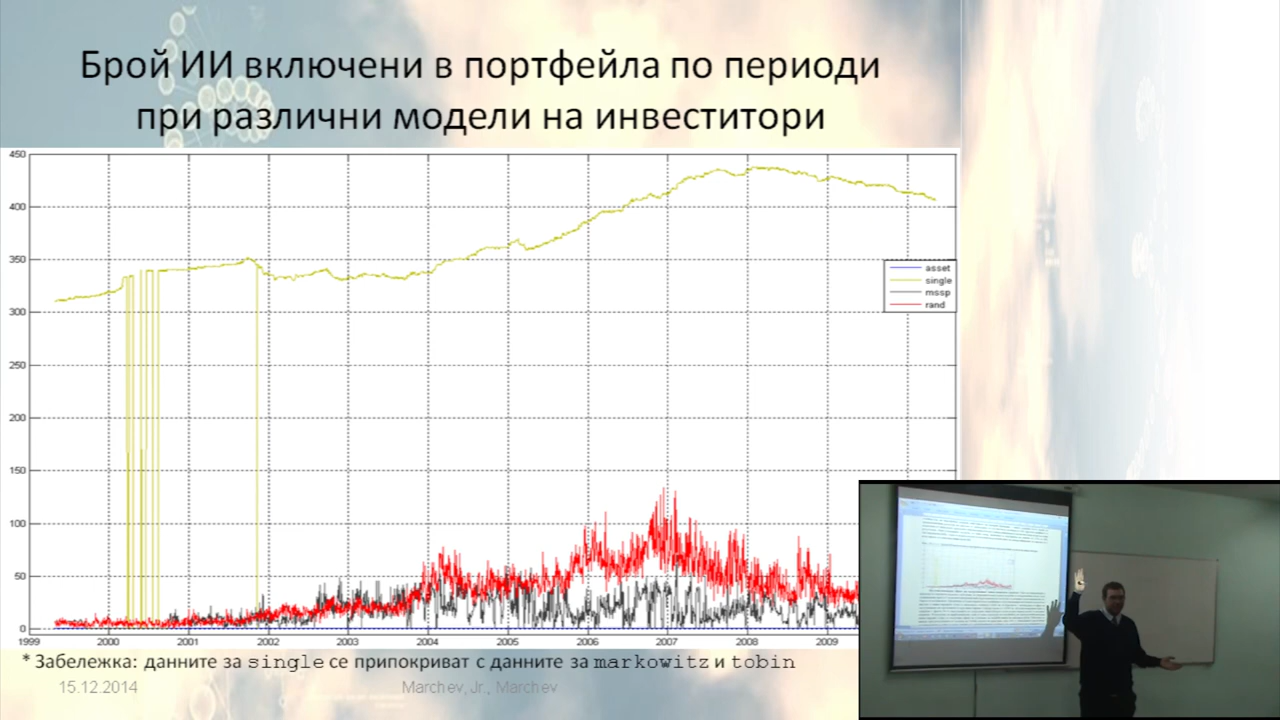 Брой ИИ включени в портфейла по периоди
при различни модели на инвеститори
450
400
350
300
250
200
150
100
50
0
asset
single
mssp
rand
1999 2000 2001 2002 2003 2004 2005 2006 2007 2008 2009
* Забележка: данните за single се припокриват с данните за markowitz и tobin
15.12.2014
Marchev, Jr., Marchev